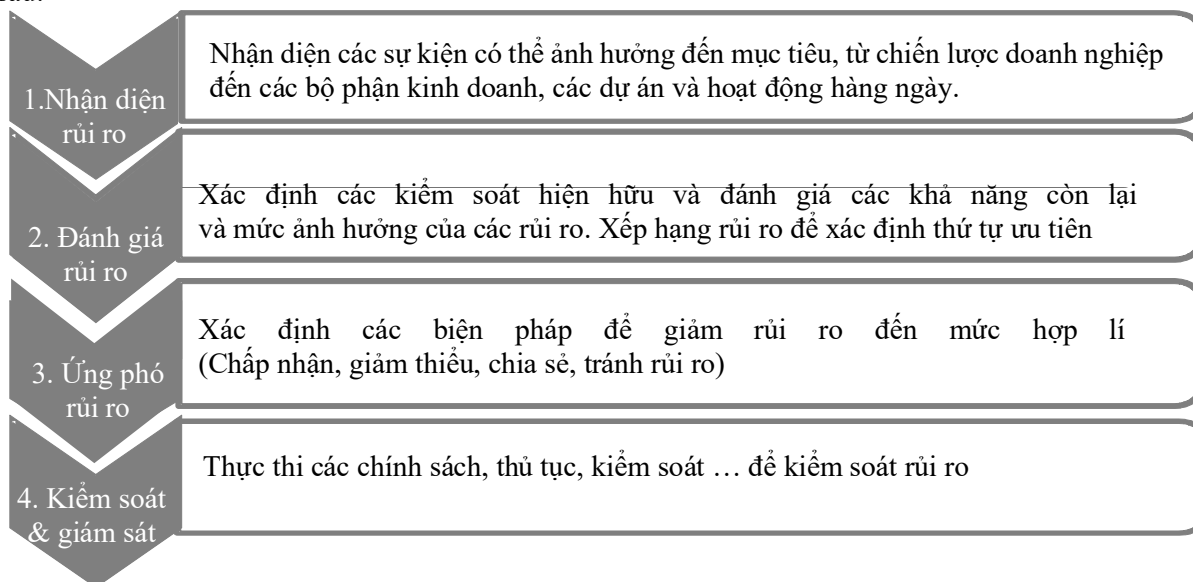 Nhận diện các sự kiện có thể ảnh hưởng đến mục tiêu, từ chiến lược doanh nghiệp
đến các bộ phận kinh doanh, các dự án và hoạt động hàng ngày.
1.Nhận diện
rủi ro
Xác định các kiểm soát hiện hữu và đánh giá các khả năng còn lại
và mức ảnh hưởng của các rủi ro. Xếp hạng rủi ro để xác định thứ tự ưu tiên
2. Đánh giá
rủi ro
Xác định các biện pháp để giảm rủi ro đến mức hợp lí
(Chấp nhận, giảm thiểu, chia sẻ, tránh rủi ro)
3. Ứng phó
rủi ro
Thực thi các chính sách, thủ tục, kiểm soát … để kiểm soát rủi ro
4. Kiểm soát
& giám sát